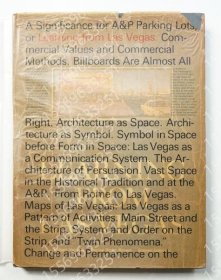 A Significance for A&P Parking Lots,
or Learning from Las Vegas. Com-
mercial Values and Commercial
Methods. Billboards Are Almost All
Right. Architecture as Space. Archi-
tecture as Symbol. Symbol in Space
before Form in Space: Las Vegas as
a Communication System. The Ar-
chitecture of Persuasion. Vast Space
in the Historical Tradition and at the
A&P. From Rome to Las Vegas.
Maps of Las Vegas. Las Vegas as a
Pattern of Activities. Main Street and
the Strip. System and Order on the
Strip, and "Twin Phenomena."
Change and Permanence on the